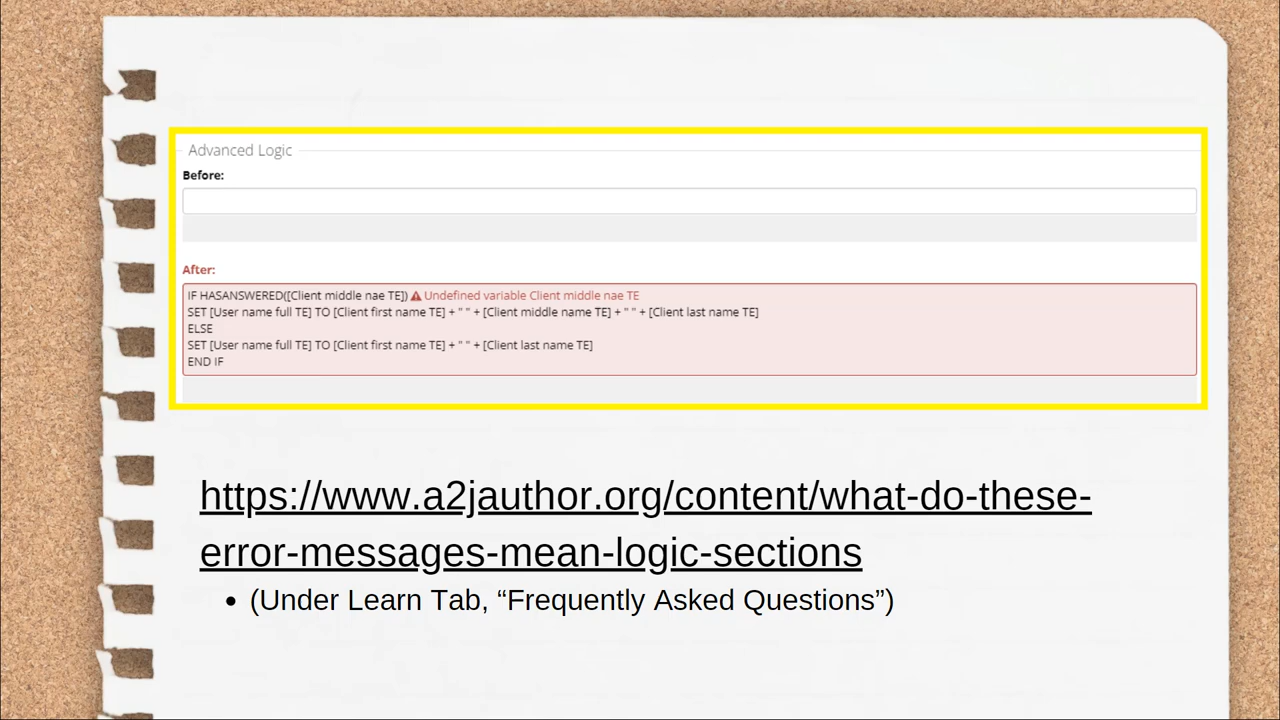 Advanced Logic
Before:
After:
IF HASANSWERED([Client middle nae TE]) Undefined variable Client middle nae TE
SET [User name full TE] TO [Client first name TE] + " " + [Client middle name TE] + " " + [Client last name TE]
ELSE
SET [User name full TE] TO [Client first name TE] + " " + [Client last name TE]
END IF
https://www.a2jauthor.org/content/what-do-these-
error-messages-mean-logic-sections
• (Under Learn Tab, “Frequently Asked Questions”)